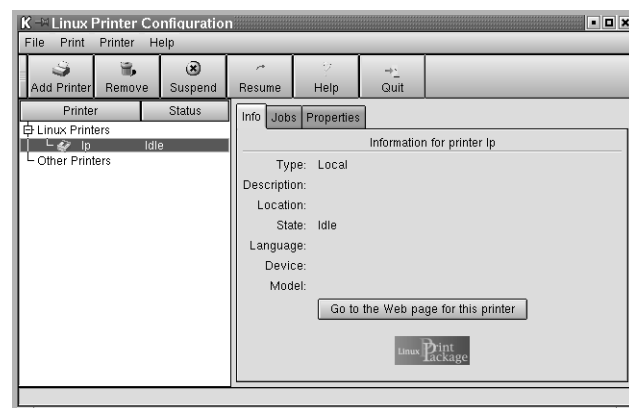 K Linux Printer Configuration
File Print Printer Help
Add Printer Remove Suspend Resume Help Quit
Printer Status
Linux Printers
lp Idle
Other Printers
Info Jobs Properties
Information for printer lp
Type: Local
Description:
Location:
State: Idle
Language:
Device:
Model:
Go to the Web page for this printer
Linux Print
Package